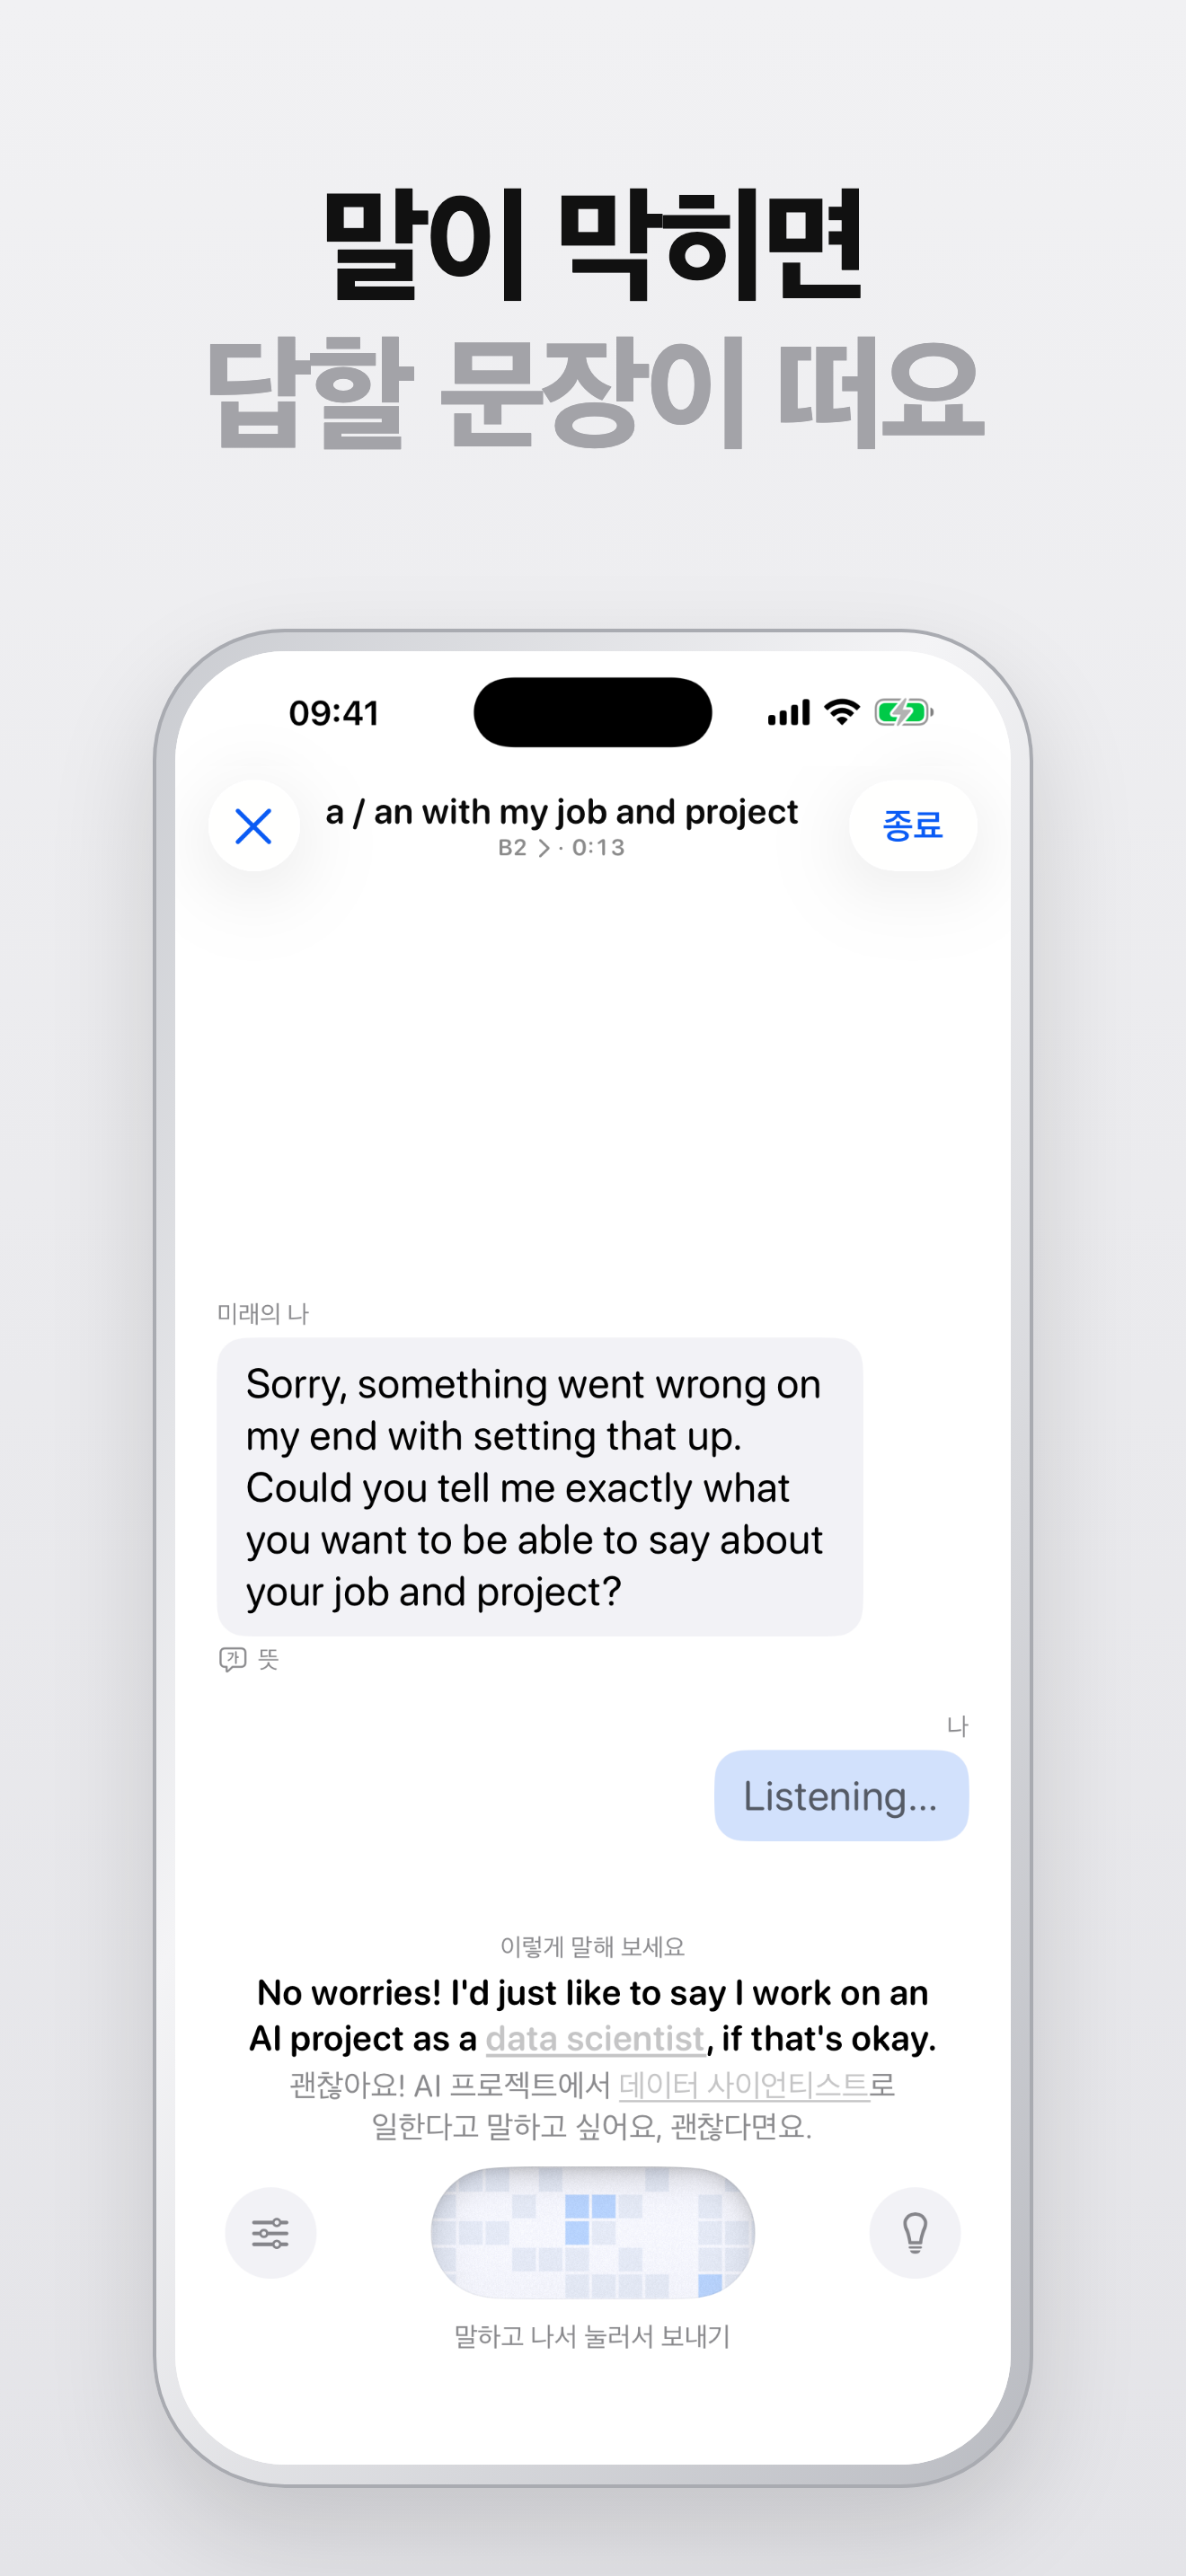 말이 막히면
답할 문장이 떠요
09:41
a / an with my job and project
B2 > · 0:13
종료
미래의 나
Sorry, something went wrong on
my end with setting that up.
Could you tell me exactly what
you want to be able to say about
your job and project?
가 뜻
나
Listening...
이렇게 말해 보세요
No worries! I'd just like to say I work on an
AI project as a data scientist, if that's okay.
괜찮아요! AI 프로젝트에서 데이터 사이언티스트로
일한다고 말하고 싶어요, 괜찮다면요.
말하고 나서 눌러서 보내기